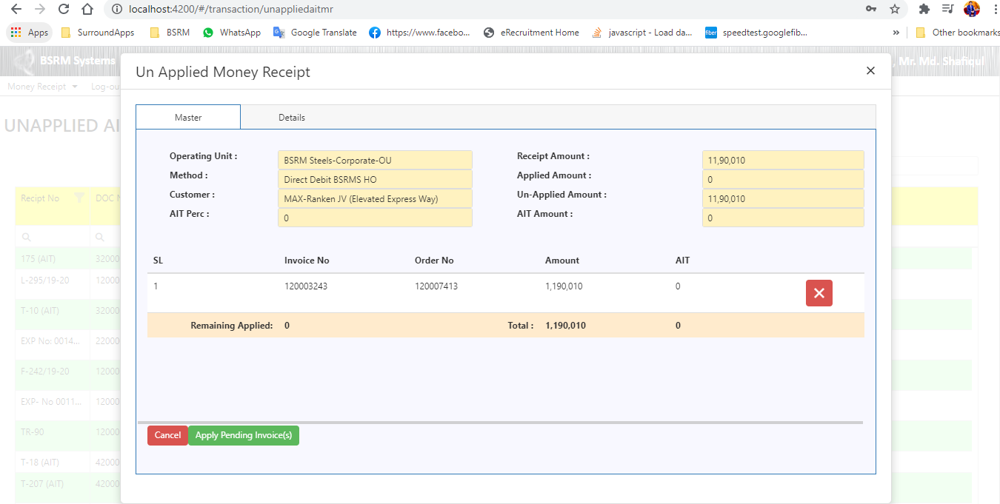 localhost:4200/#/transaction/unappliedaitmr
Apps SurroundApps BSRM WhatsApp Google Translate https://www.facebo... eRecruitment Home javascript - Load da... fiber speedtest.googlefib... » Other bookmarks
BSRM Systems , Mr. Md. Shafiqul
Un Applied Money Receipt
Money Receipt Log-ou
Master Details
UNAPPLIED AI
Operating Unit : BSRM Steels-Corporate-OU Receipt Amount : 11,90,010
Method : Direct Debit BSRMS HO Applied Amount : 0
Customer : MAX-Ranken JV (Elevated Express Way) Un-Applied Amount : 11,90,010
AIT Perc : 0 AIT Amount : 0
Recipt No DOC N
SL Invoice No Order No Amount AIT
1 120003243 120007413 1,190,010 0
Remaining Applied: 0 Total : 1,190,010 0
175 (AIT) 32000
L-295/19-20 12000
T-10 (AIT) 32000
EXP No: 0014... 22000
F-242/19-20 12000
EXP- No 0011... 12000
TR-90 12000
T-18 (AIT) 42000
T-207 (AIT) 42000
Cancel Apply Pending Invoice(s)